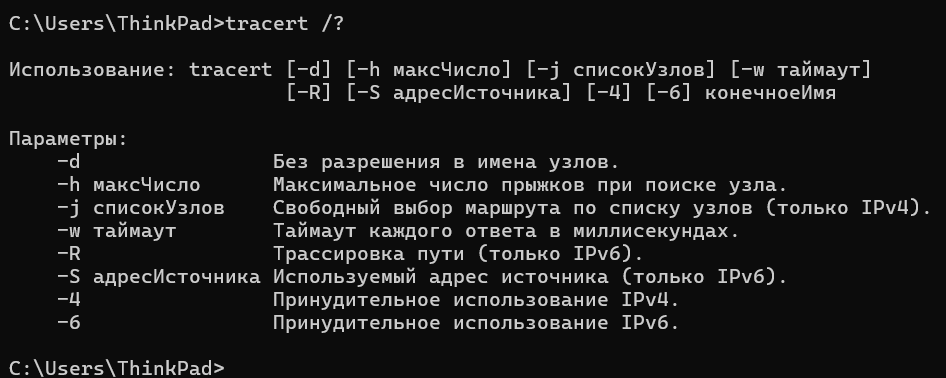 C:\Users\ThinkPad>tracert /?
Использование: tracert [-d] [-h максЧисло] [-j списокУзлов] [-w таймаут]
[-R] [-S адресИсточника] [-4] [-6] конечноеИмя
Параметры:
-d Без разрешения в имена узлов.
-h максЧисло Максимальное число прыжков при поиске узла.
-j списокУзлов Свободный выбор маршрута по списку узлов (только IPv4).
-w таймаут Таймаут каждого ответа в миллисекундах.
-R Трассировка пути (только IPv6).
-S адресИсточника Используемый адрес источника (только IPv6).
-4 Принудительное использование IPv4.
-6 Принудительное использование IPv6.
C:\Users\ThinkPad>